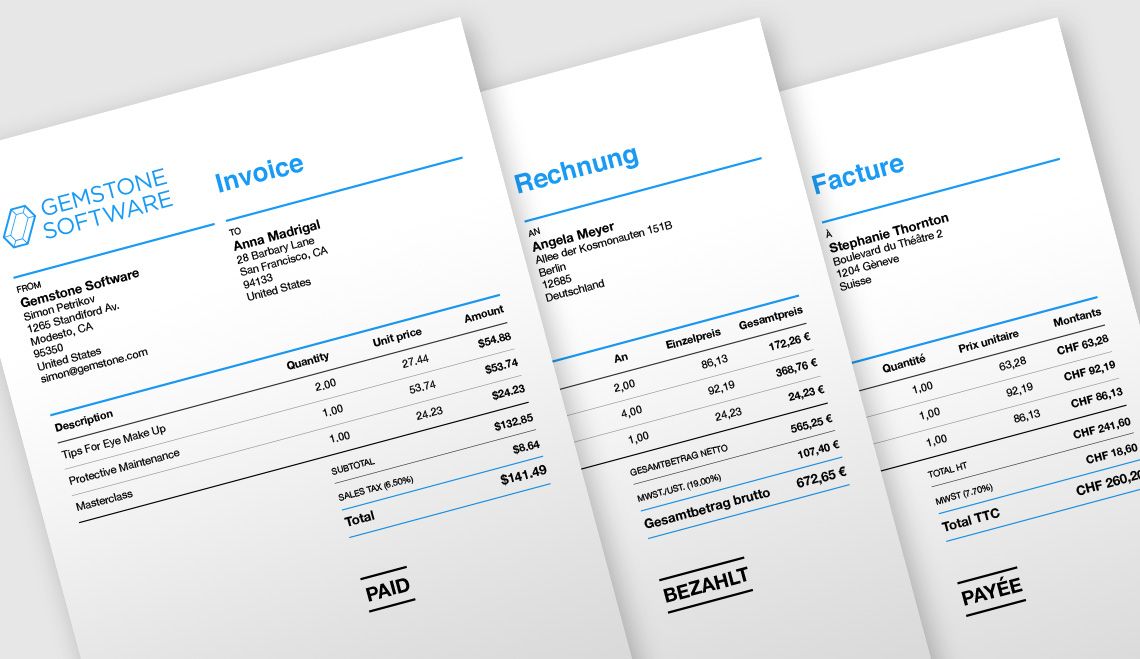 GEMSTONE
SOFTWARE
Invoice
FROM
Gemstone Software
Simon Petrikov
1265 Standiford Av.
Modesto, CA
95350
United States
simon@gemstone.com
TO
Anna Madrigal
28 Barbary Lane
San Francisco, CA
94133
United States
Description Quantity Unit price Amount
Tips For Eye Make Up 2.00 27.44 $54.88
Protective Maintenance 1.00 53.74 $53.74
Masterclass 1.00 24.23 $24.23
SUBTOTAL $132,85
SALES TAX (6,50%) $8.64
Total $141.49
PAID
Rechnung
AN
Angela Meyer
Allee der Kosmonauten 151B
Berlin
12685
Deutschland
An Einzelpreis Gesamtpreis
2,00 86,13 172,26 €
4,00 92,19 368,76 €
1,00 24,23 24,23 €
GESAMTBETRAG NETTO 565,25 €
MWST./UST. (19.00%) 107,40 €
Gesamtbetrag brutto 672,65 €
BEZAHLT
Facture
À
Stephanie Thornton
Boulevard du Théâtre 2
1204 Gèneve
Suisse
Quantité Prix unitaire Montants
1,00 63,28 CHF 63,28
1,00 92,19 CHF 92,19
1,00 86,13 CHF 86,13
TOTAL HT CHF 241,60
MWST (7.70%) CHF 18,60
Total TTC CHF 260,20
PAYÉE